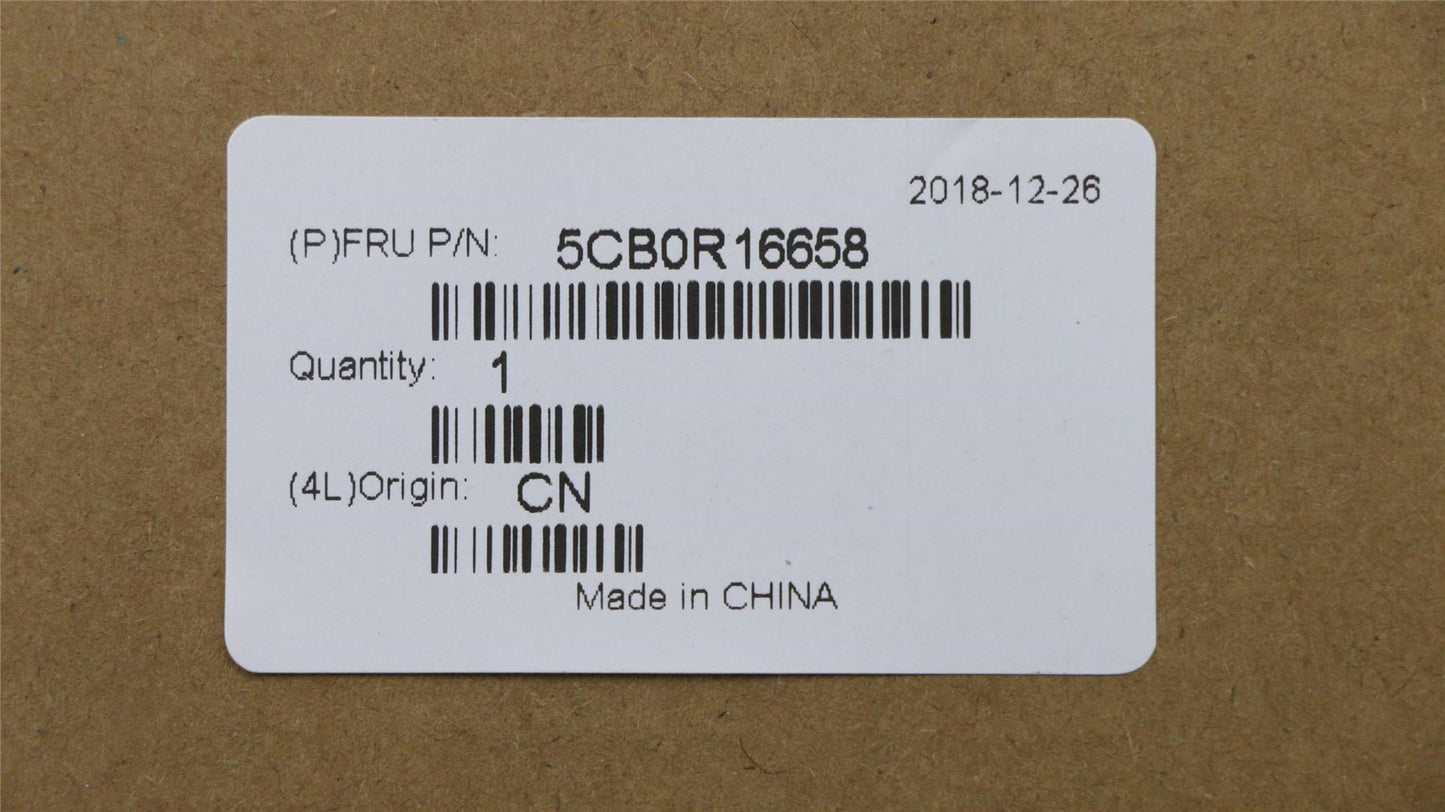 2018-12-26
(P)FRU P/N: 5CB0R16658
Quantity: 1
(4L)Origin: CN
Made in CHINA